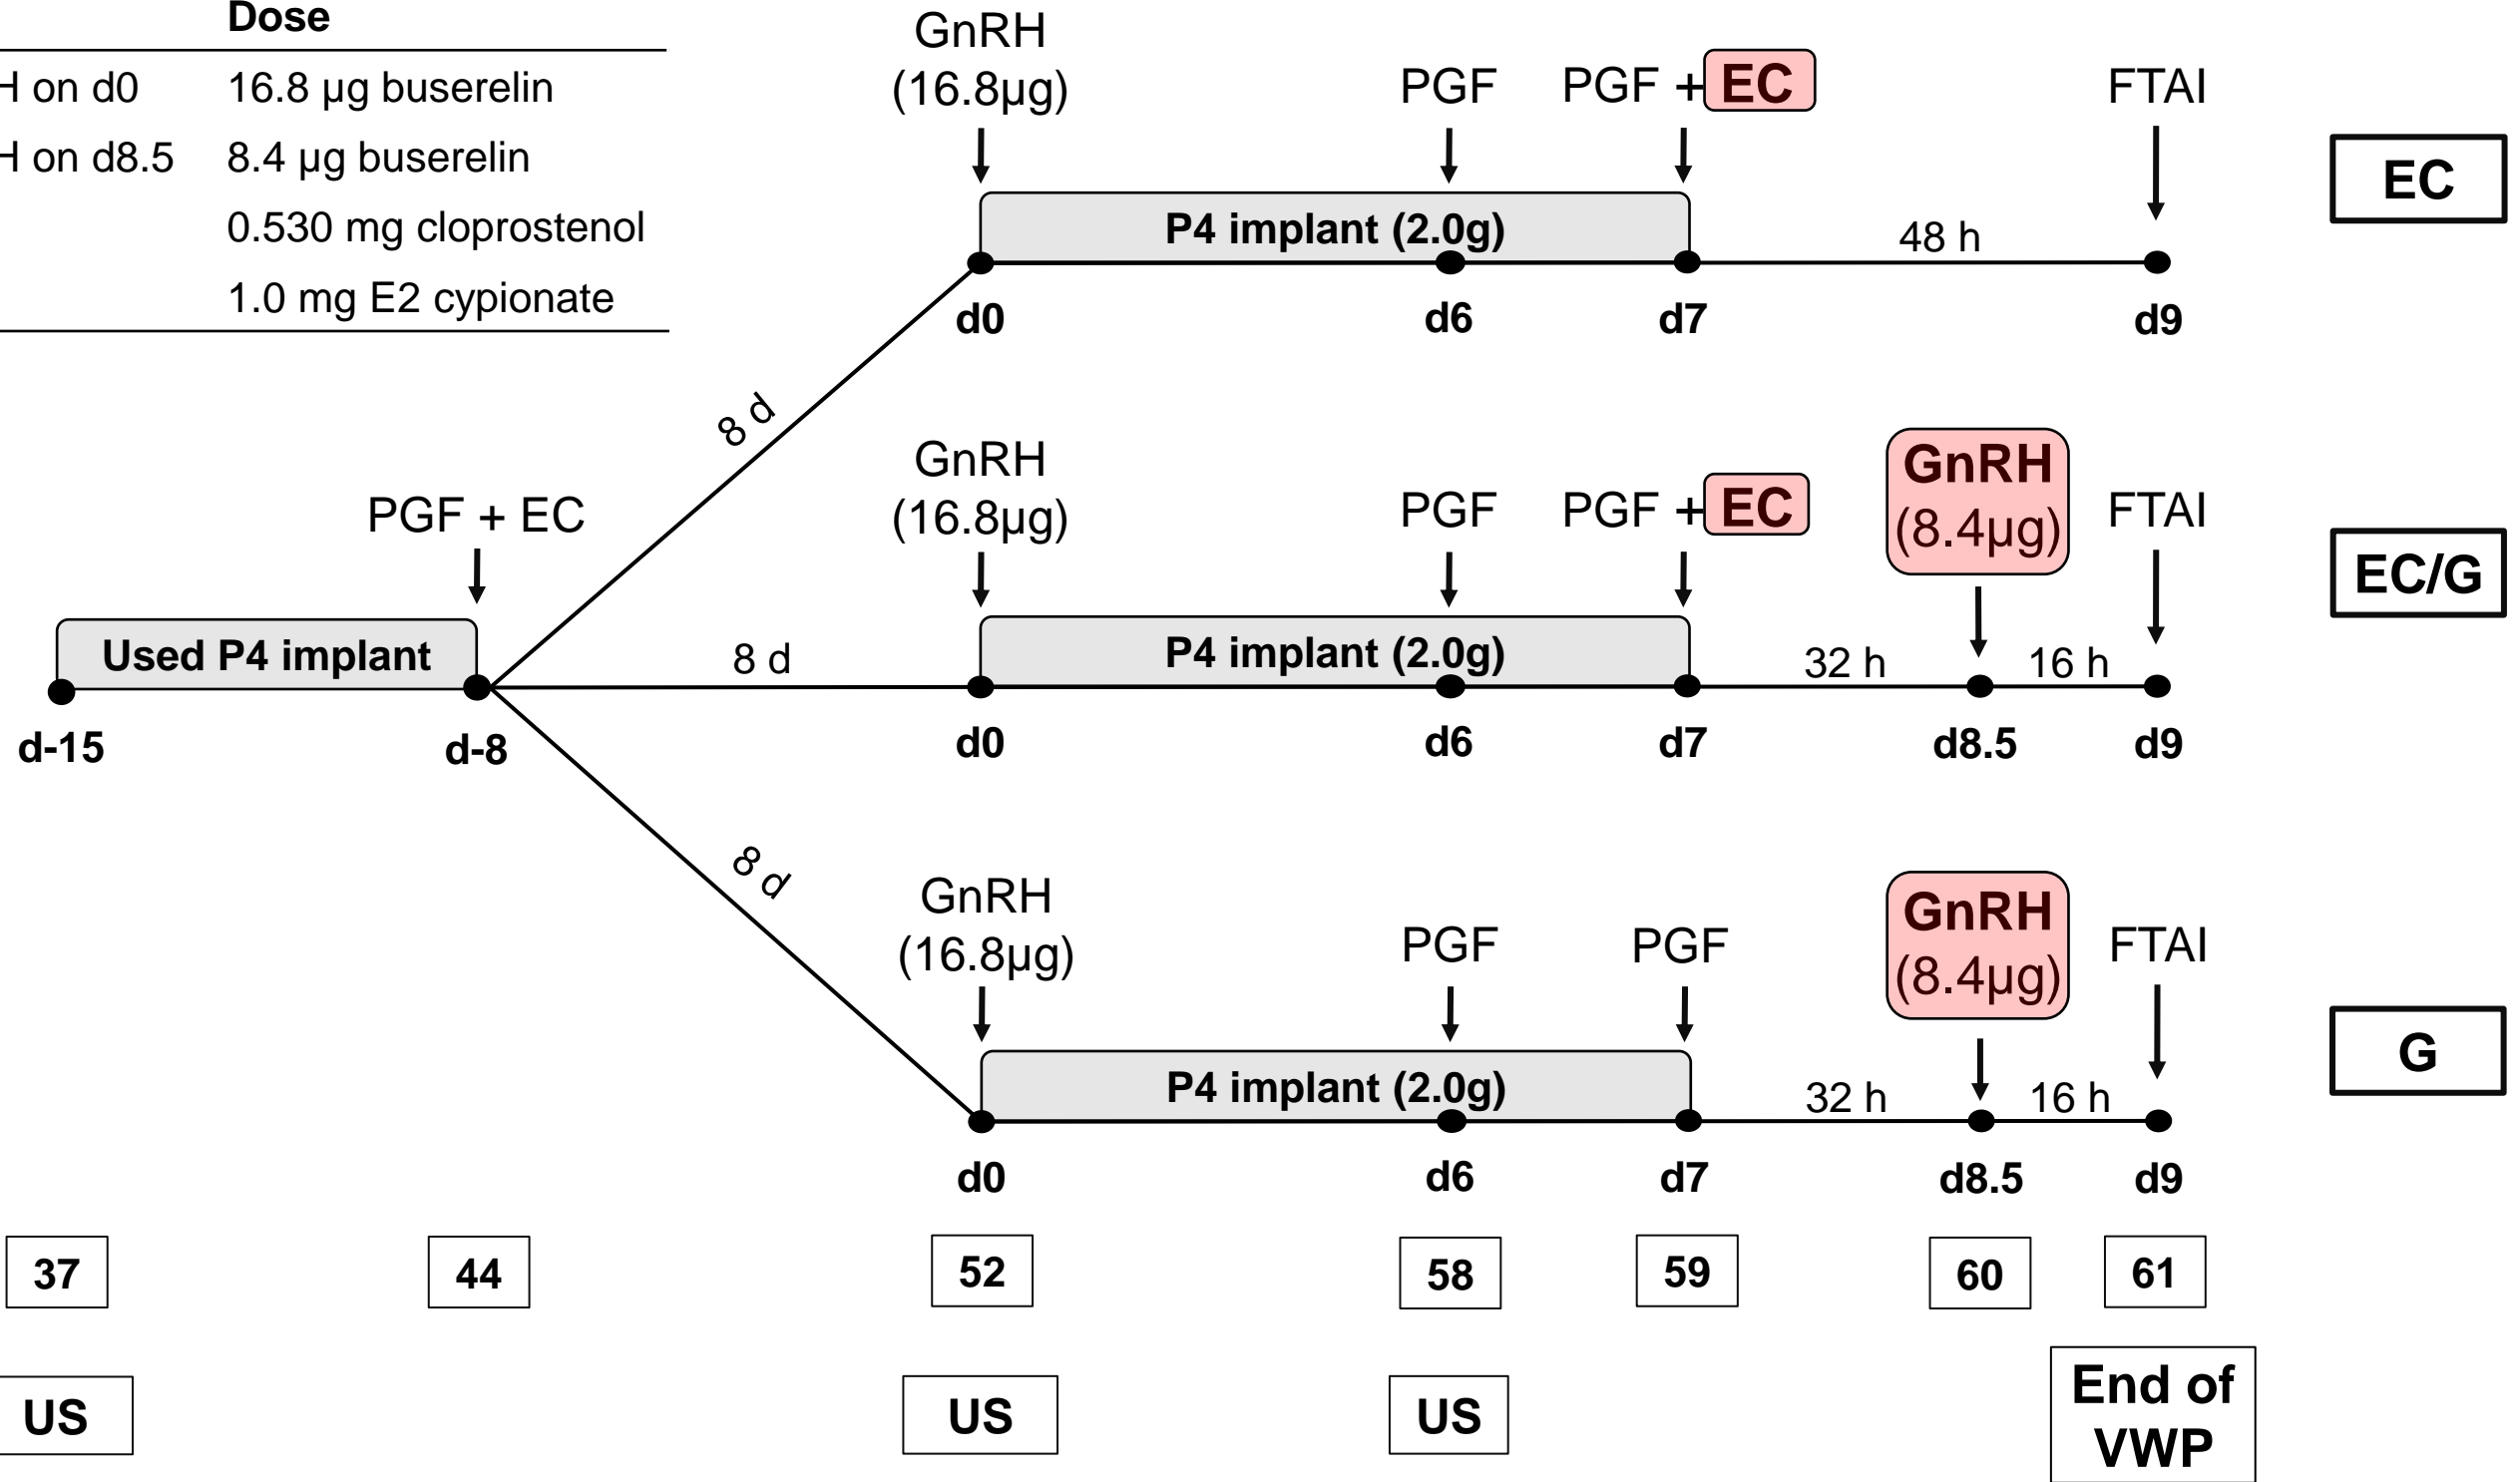 Dose
H on d0 16.8 µg buserelin
H on d8.5 8.4 µg buserelin
0.530 mg cloprostenol
1.0 mg E2 cypionate
GnRH
(16.8µg)
PGF
PGF + EC
FTAI
EC
P4 implant (2.0g)
48 h
d0
d6
d7
d9
8 d
PGF + EC
Used P4 implant
d-15
d-8
8 d
GnRH
(16.8µg)
PGF
PGF + EC
GnRH
(8.4µg)
FTAI
EC/G
P4 implant (2.0g)
32 h
16 h
d0
d6
d7
d8.5
d9
8 d
GnRH
(16.8µg)
PGF
PGF
GnRH
(8.4µg)
FTAI
G
P4 implant (2.0g)
32 h
16 h
d0
d6
d7
d8.5
d9
37
44
52
58
59
60
61
US
US
US
End of
VWP